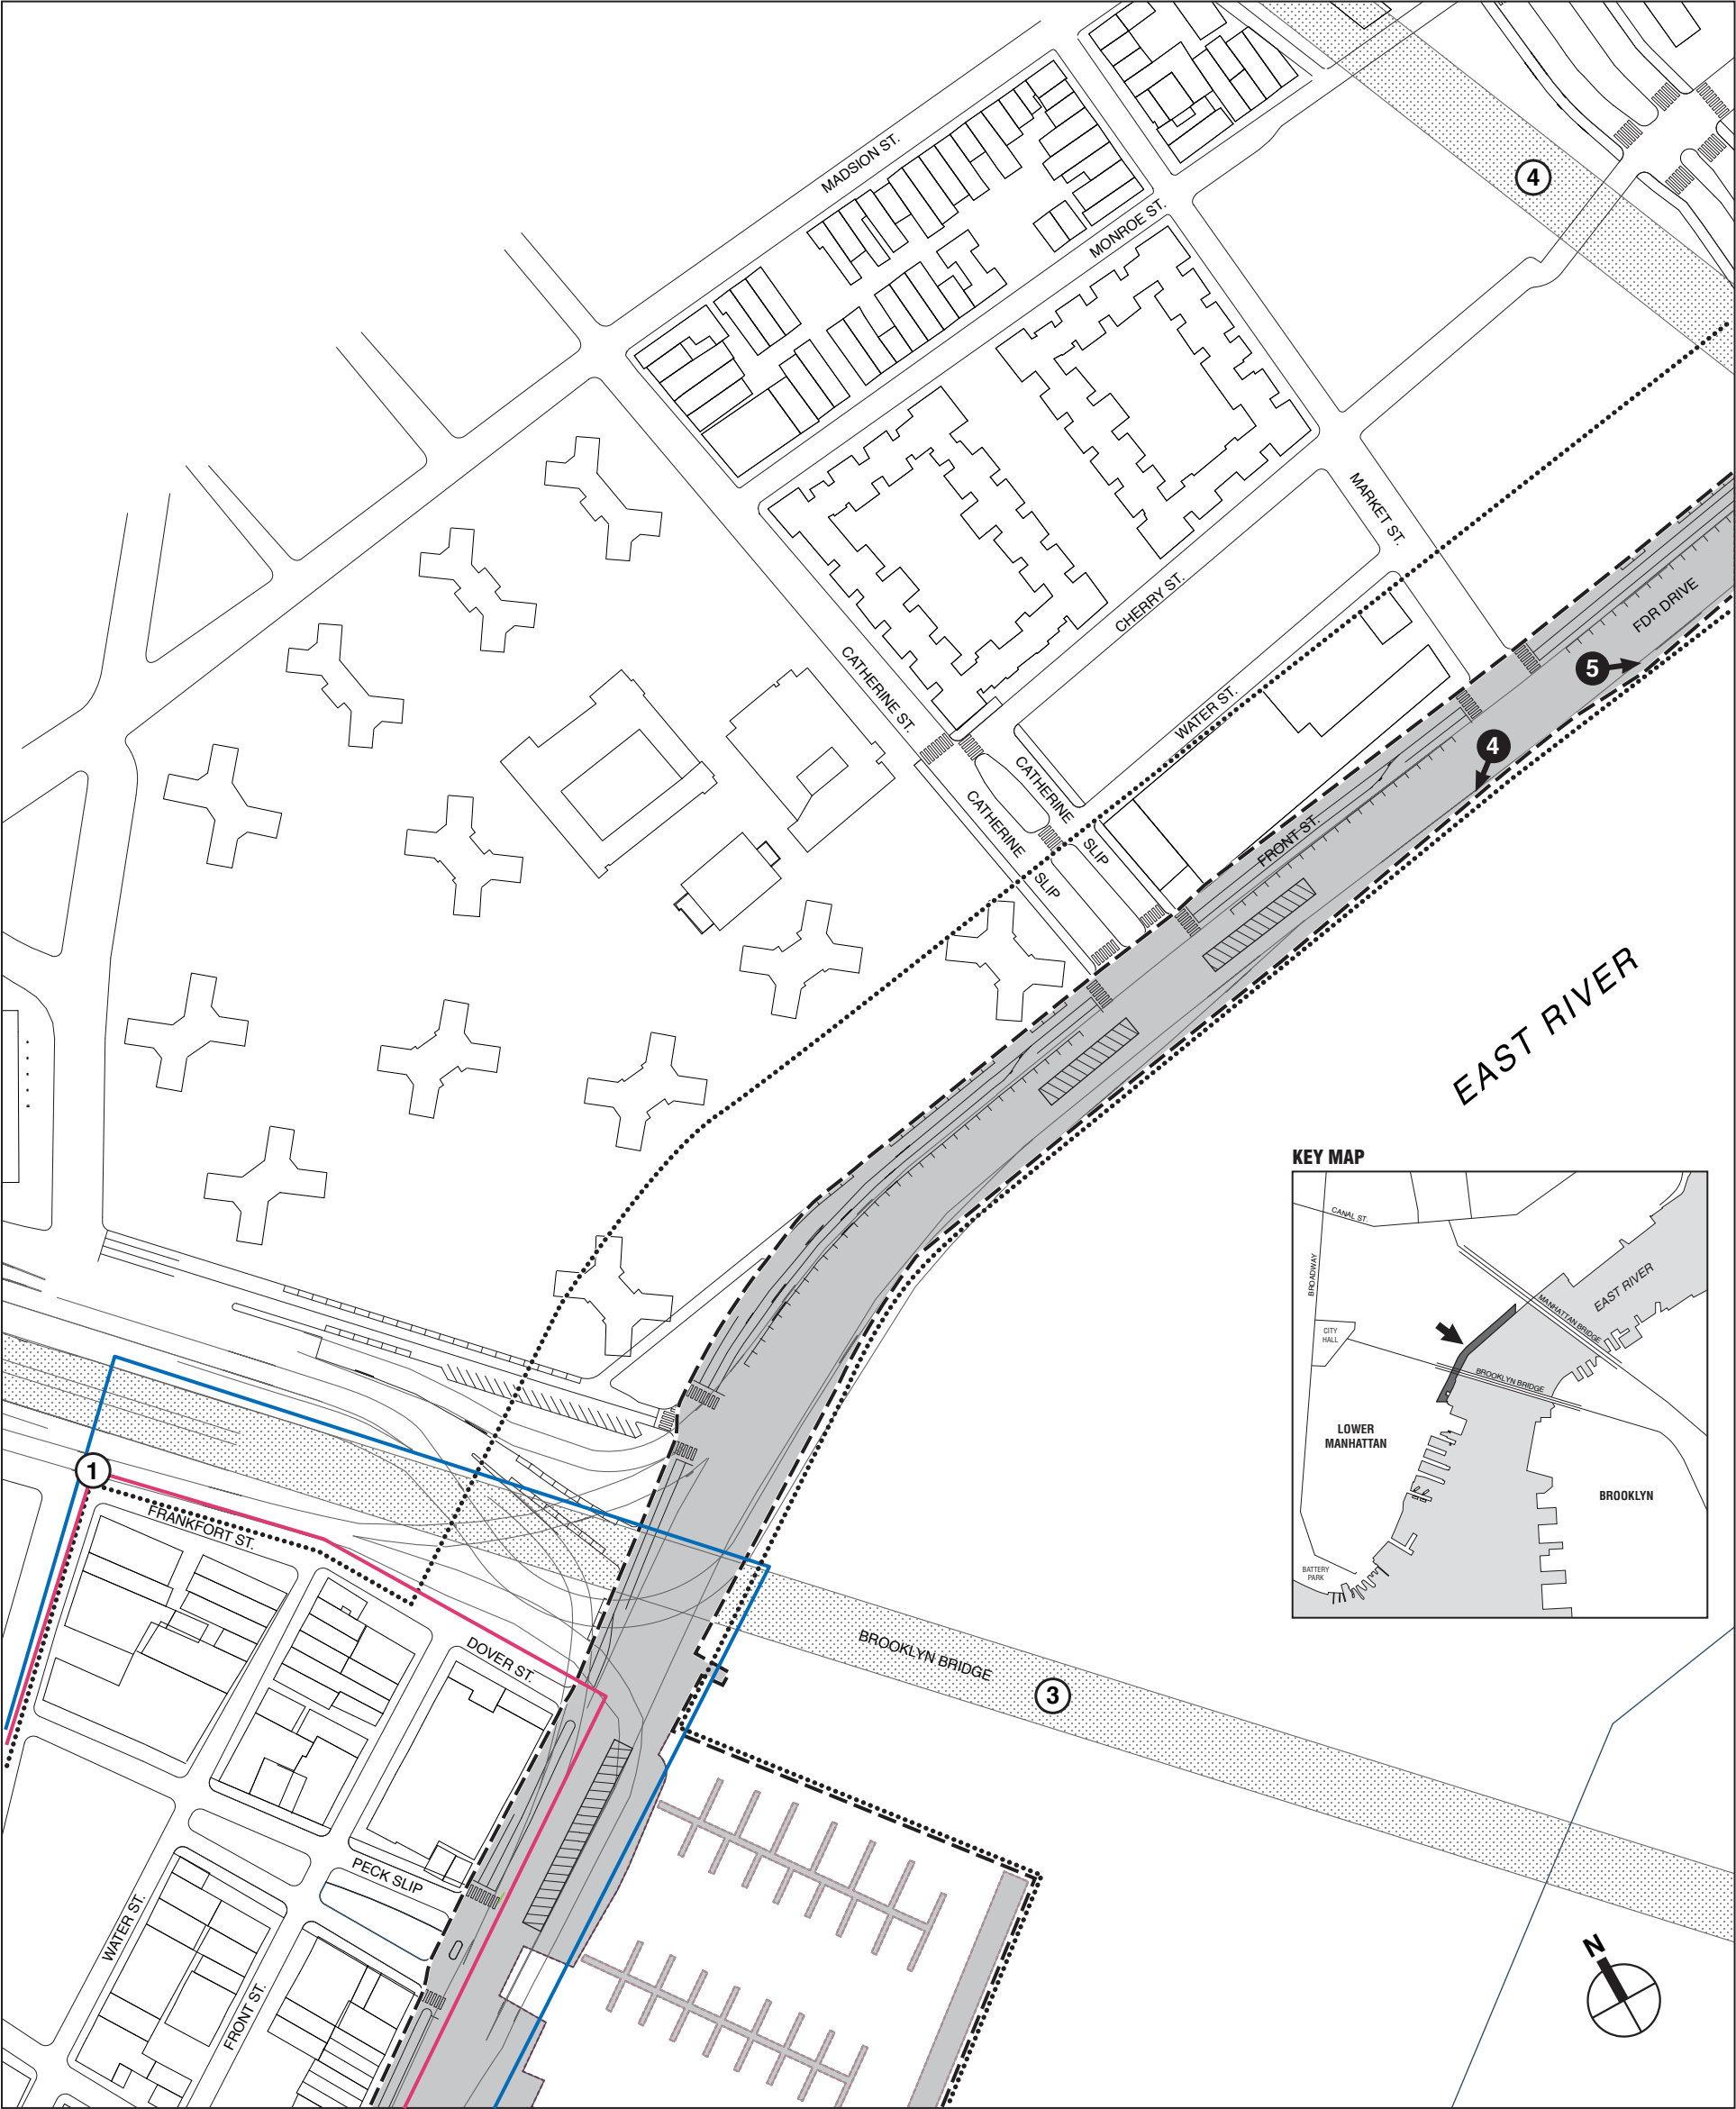 MADSION ST.
4
MONROE ST.
MARKET ST.
FDR DRIVE
5
CHERRY ST.
CATHERINE ST.
WATER ST.
4
CATHERINE SLIP
CATHERINE SLIP
FRONT ST.
EAST RIVER
KEY MAP
CANAL ST.
BROADWAY
EAST RIVER
MANHATTAN BRIDGE
CITY
HALL
BROOKLYN BRIDGE
LOWER
MANHATTAN
BROOKLYN
BATTERY
PARK
1
FRANKFORT ST.
DOVER ST.
BROOKLYN BRIDGE
3
PECK SLIP
WATER ST.
FRONT ST.
N